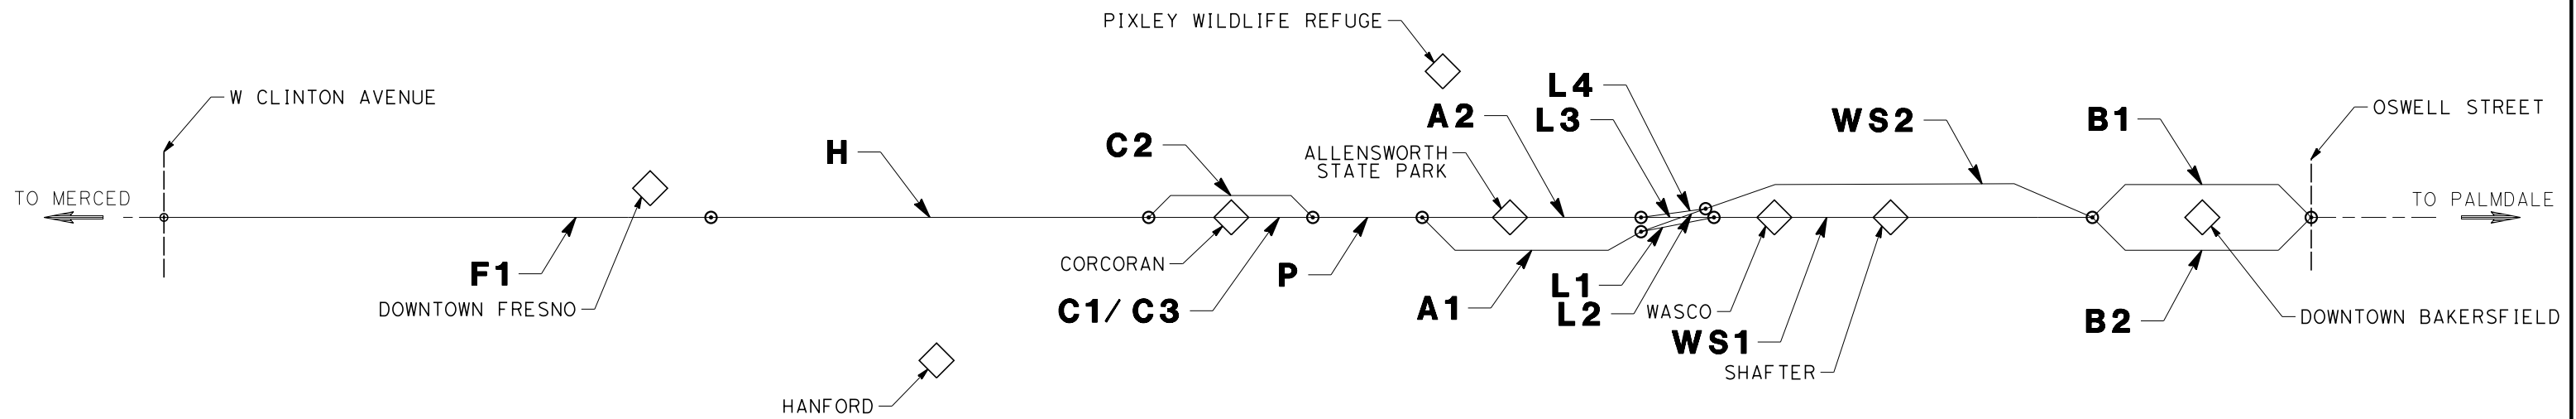 PIXLEY WILDLIFE REFUGE
W CLINTON AVENUE
L4
A2
L3
WS2
B1
OSWELL STREET
H
C2
ALLENSWORTH
STATE PARK
TO MERCED
TO PALMDALE
CORCORAN
F1
P
L1
DOWNTOWN FRESNO
C1/ C3
A1
L2
WASCO
WS1
B2
DOWNTOWN BAKERSFIELD
SHAFTER
HANFORD